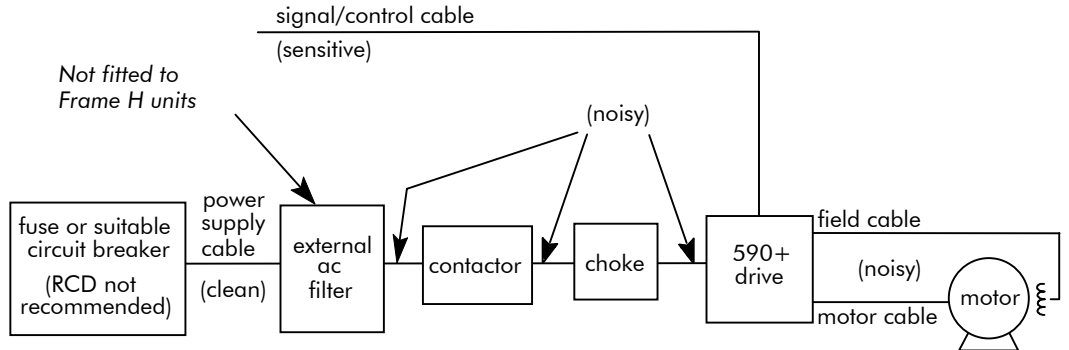 signal/control cable
(sensitive)
Not fitted to
Frame H units
(noisy)
fuse or suitable
circuit breaker
(RCD not
recommended)
power
supply
cable
(clean)
external
ac
filter
contactor
choke
590+
drive
field cable
(noisy)
motor cable
motor